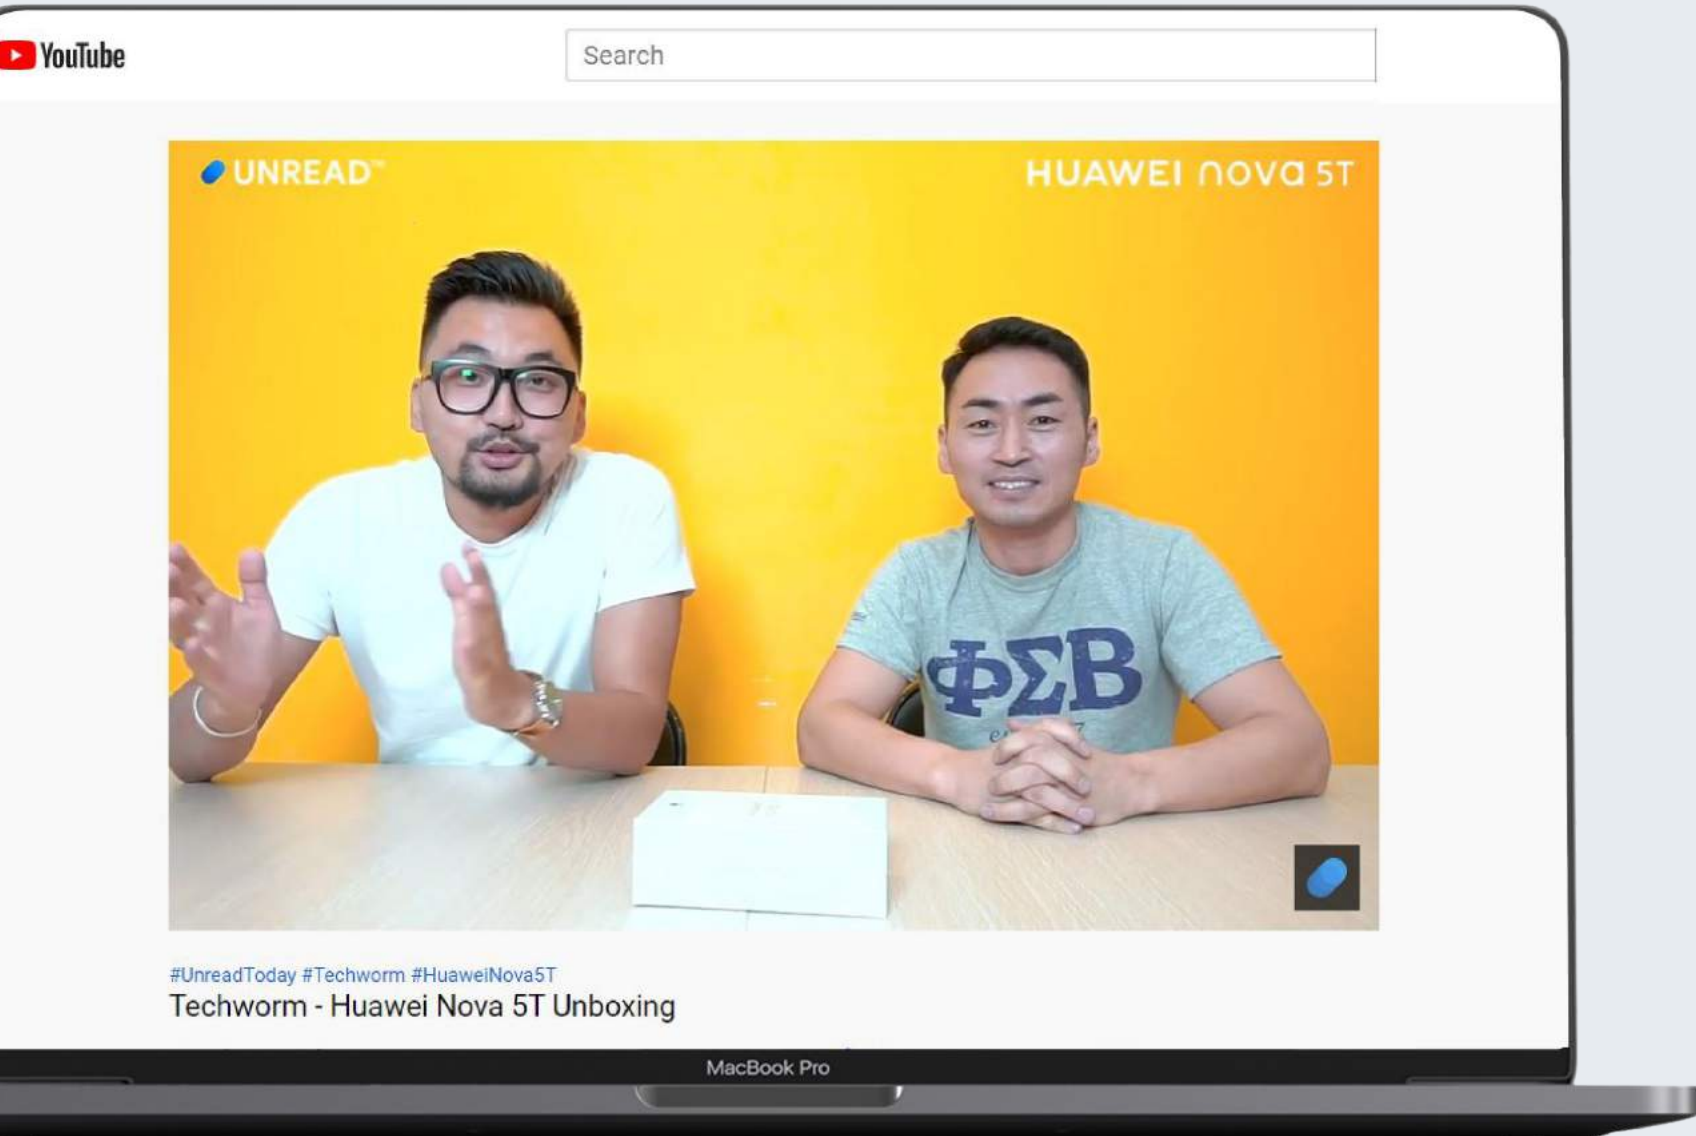 YouTube
Search
UNREAD™
HUAWEI nova 5T
ΦΣΒ
#UnreadToday #Techworm #HuaweiNova5T
Techworm - Huawei Nova 5T Unboxing
MacBook Pro